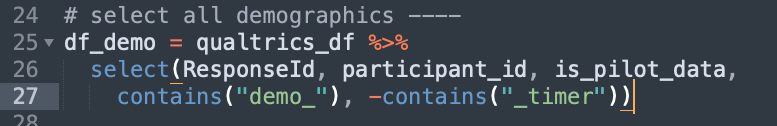 24 # select all demographics ----
25 df_demo = qualtrics_df %>%
26 select(ResponseId, participant_id, is_pilot_data,
27 contains("demo_"), -contains("_timer"))
28